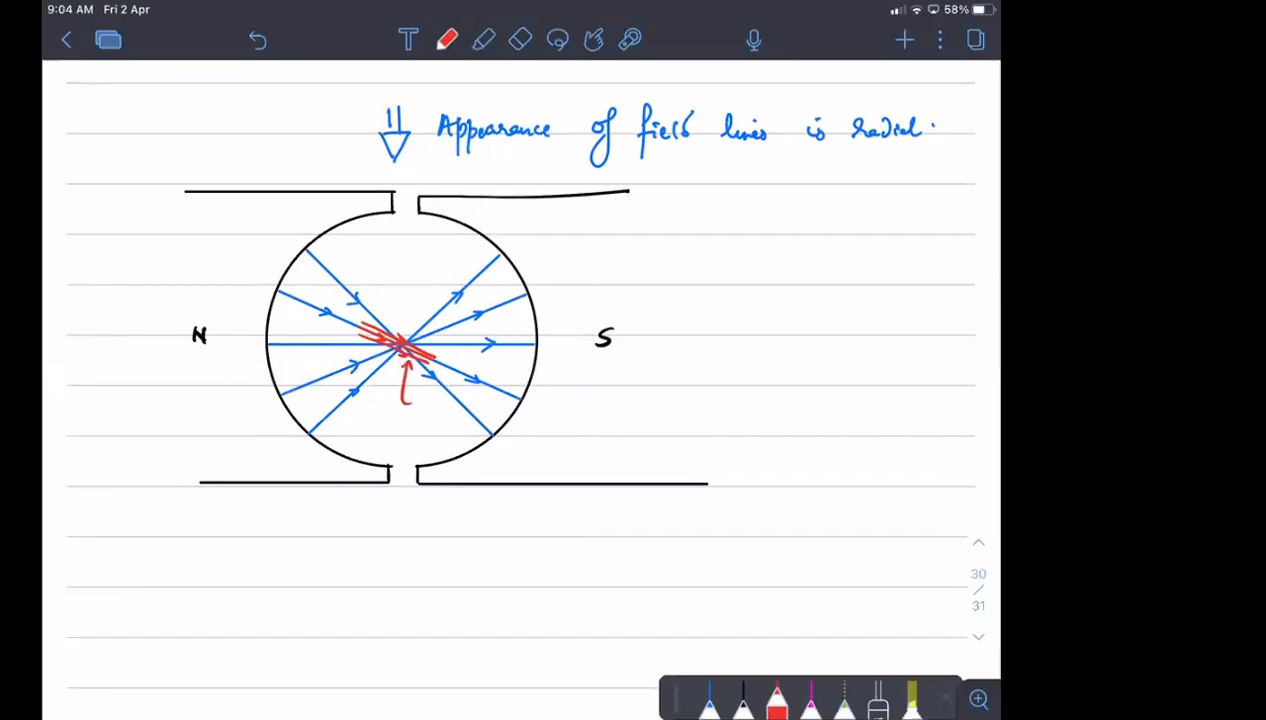 9:04 AM Fri 2 Apr
58%
T
Appearance of field lines is radial.
N
S
30
/
31